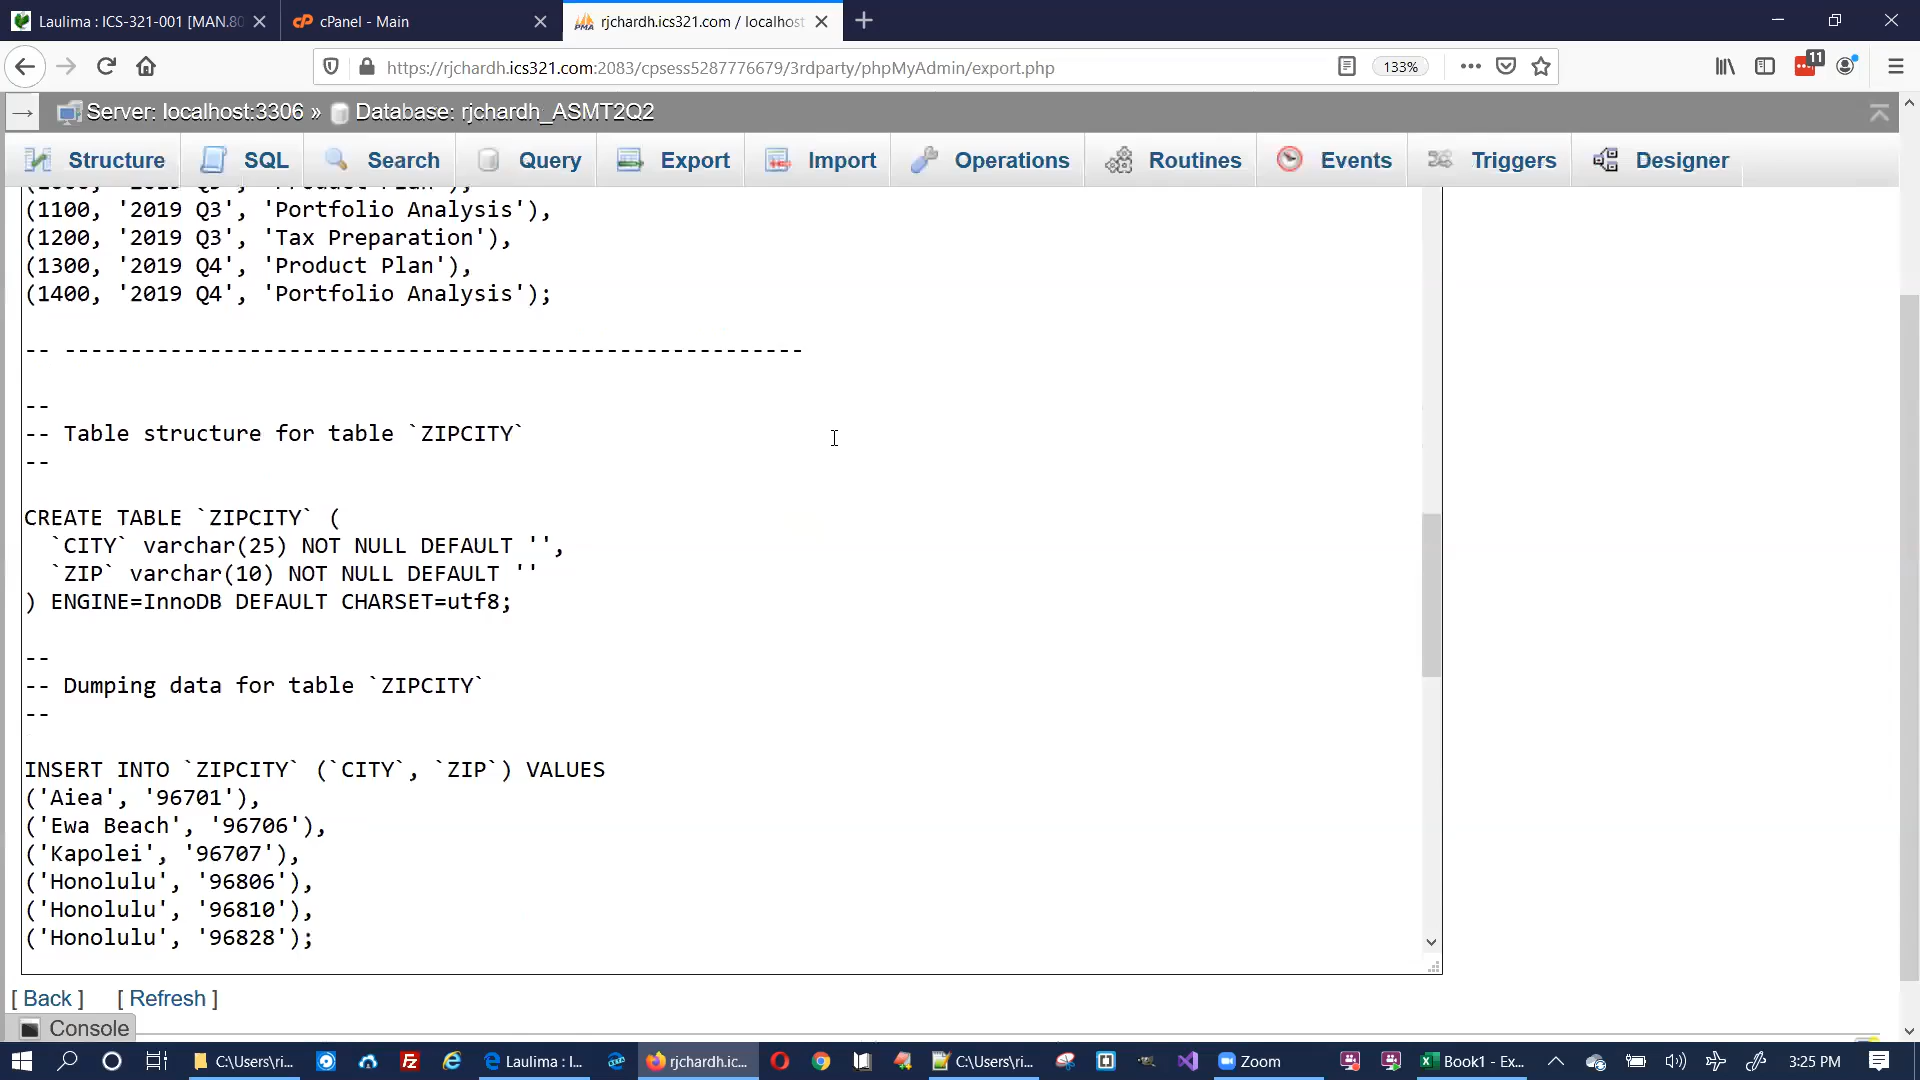 Laulima : ICS-321-001 [MAN.80
cPanel - Main
rjchardh.ics321.com / localhost
https://rjchardh.ics321.com:2083/cpsess5287776679/3rdparty/phpMyAdmin/export.php
133%
11
Server: localhost:3306 » Database: rjchardh_ASMT2Q2
Structure SQL Search Query Export Import Operations Routines Events Triggers Designer
(1100, '2019 Q3', 'Portfolio Analysis'),
(1200, '2019 Q3', 'Tax Preparation'),
(1300, '2019 Q4', 'Product Plan'),
(1400, '2019 Q4', 'Portfolio Analysis');
-- --------------------------------------------------------
--
-- Table structure for table `ZIPCITY`
--
CREATE TABLE `ZIPCITY` (
`CITY` varchar(25) NOT NULL DEFAULT '',
`ZIP` varchar(10) NOT NULL DEFAULT ''
) ENGINE=InnoDB DEFAULT CHARSET=utf8;
--
-- Dumping data for table `ZIPCITY`
--
INSERT INTO `ZIPCITY` (`CITY`, `ZIP`) VALUES
('Aiea', '96701'),
('Ewa Beach', '96706'),
('Kapolei', '96707'),
('Honolulu', '96806'),
('Honolulu', '96810'),
('Honolulu', '96828');
[ Back ] [ Refresh ]
Console
C:\Users\ri... Laulima : I... rjchardh.ic... C:\Users\ri... Zoom Book1 - Ex... 3:25 PM